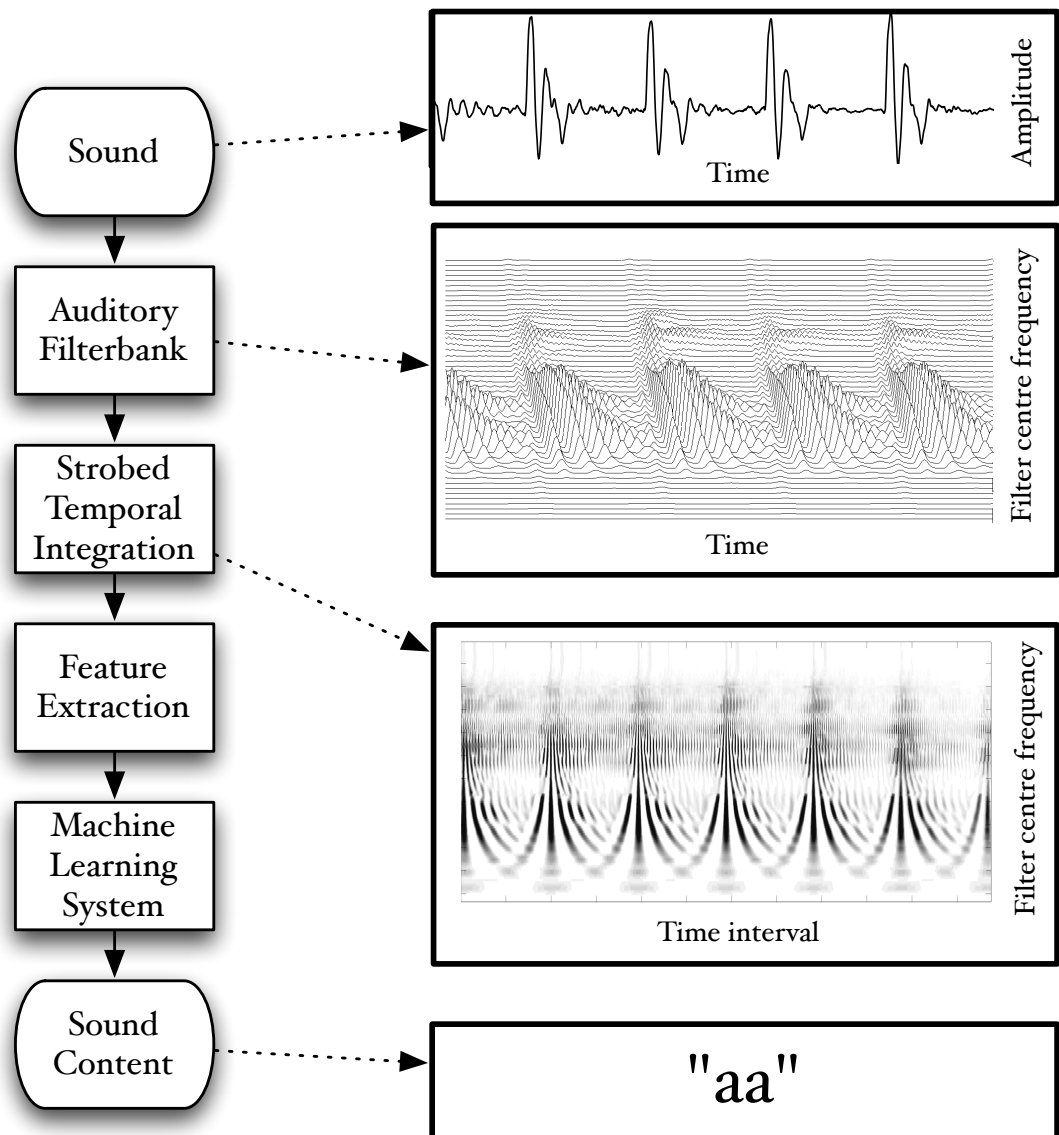 Sound
Auditory
Filterbank
Strobed
Temporal
Integration
Feature
Extraction
Machine
Learning
System
Sound
Content
Amplitude
Time
Filter centre frequency
Time
Filter centre frequency
Time interval
"aa"